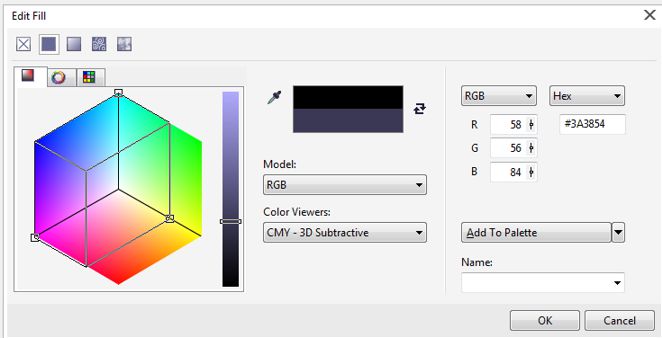 Edit Fill
Model:
RGB
Color Viewers:
CMY - 3D Subtractive
RGB
Hex
R 58
#3A3854
G 56
B 84
Add To Palette
Name:
OK
Cancel